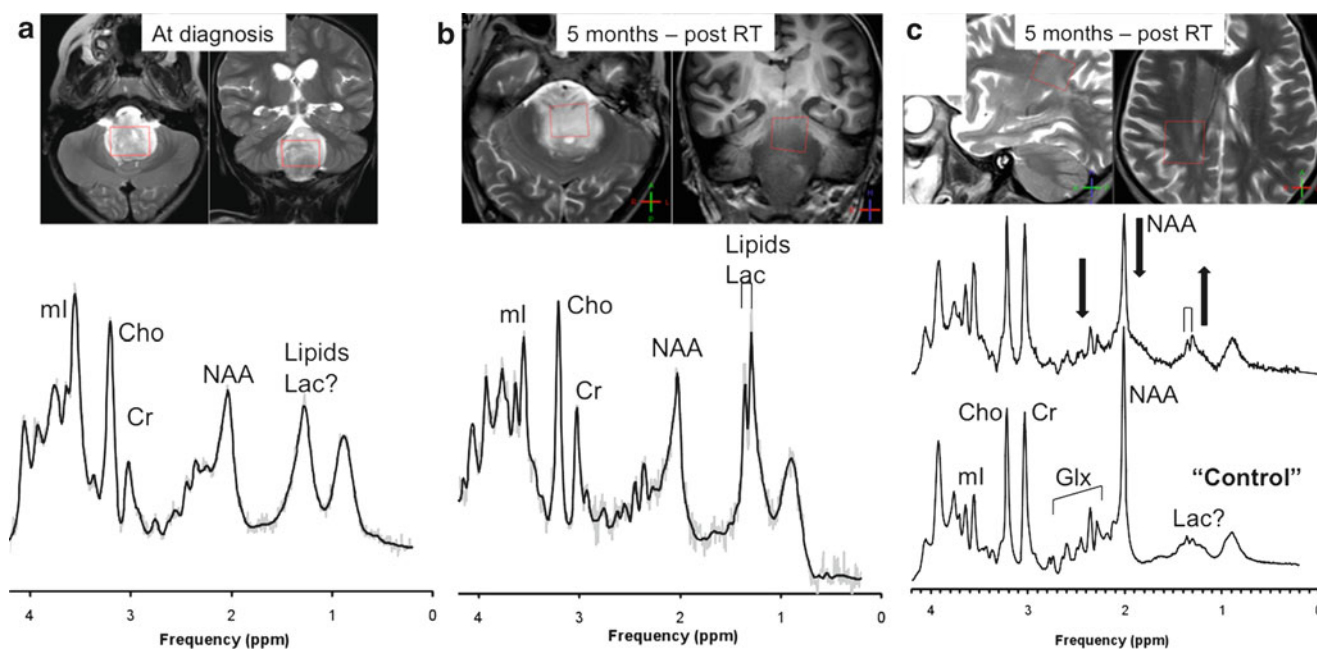 a
At diagnosis
mI
Cho
Cr
NAA
Lipids
Lac?
4 3 2 1 0
Frequency (ppm)
b
5 months – post RT
mI
Cho
Cr
NAA
Lipids
Lac
4 3 2 1 0
Frequency (ppm)
c
5 months – post RT
NAA
Cho
Cr
NAA
mI
Glx
"Control"
Lac?
4 3 2 1 0
Frequency (ppm)